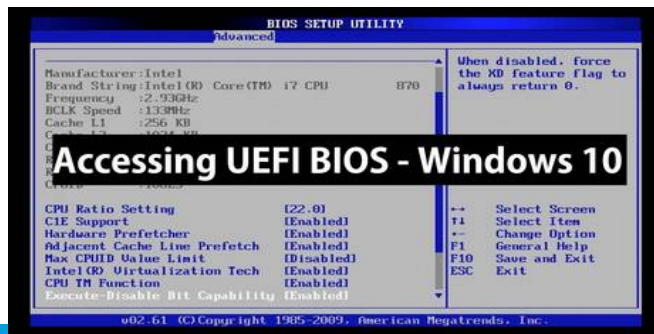 BIOS SETUP UTILITY
Advanced
Manufacturer:Intel
Brand String:Intel(R) Core(TM) i7 CPU 870
Frequency :2.93GHz
BCLK Speed :133MHz
Cache L1 :256 KB
Accessing UEFI BIOS - Windows 10
CPU Ratio Setting [22.0]
C1E Support [Enabled]
Hardware Prefetcher [Enabled]
Adjacent Cache Line Prefetch [Enabled]
Max CPUID Value Limit [Disabled]
Intel(R) Virtualization Tech [Enabled]
CPU TM Function [Enabled]
Execute-Disable Bit Capability [Enabled]
When disabled, force
the XD feature flag to
always return 0.
↔ Select Screen
↑↓ Select Item
+- Change Option
F1 General Help
F10 Save and Exit
ESC Exit
v02.61 (C)Copyright 1985-2009, American Megatrends, Inc.